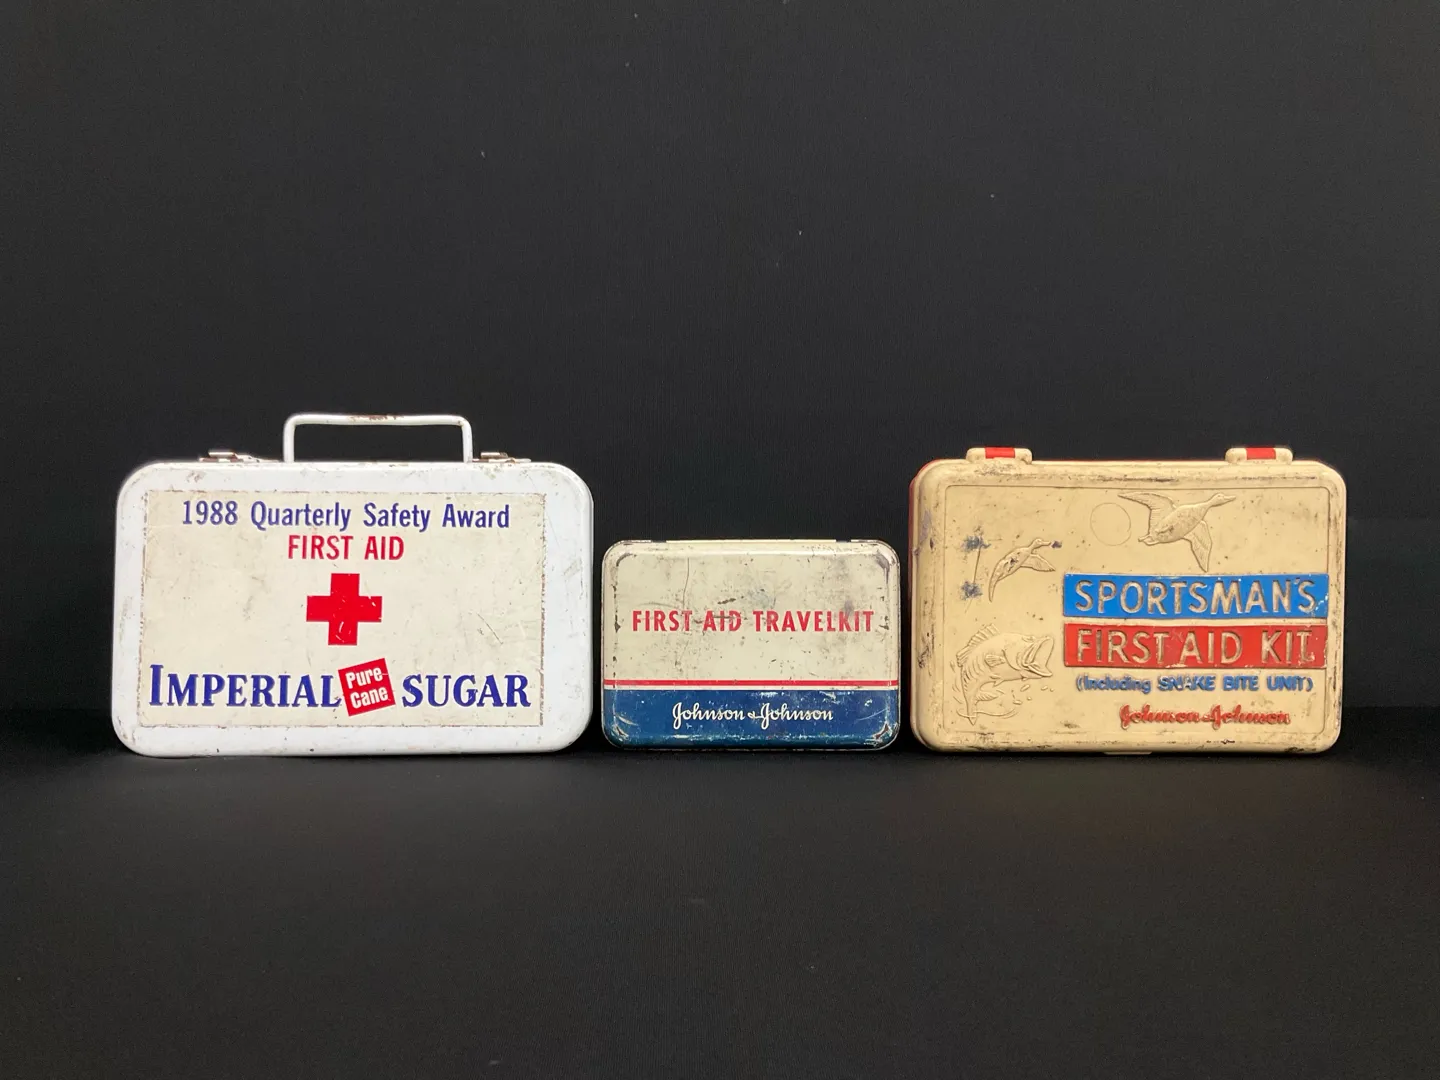 1988 Quarterly Safety Award
FIRST AID
IMPERIAL Pure Cane SUGAR
FIRST AID TRAVELKIT
Johnson & Johnson
SPORTSMAN'S
FIRST AID KIT
(Including SNAKE BITE UNIT)
Johnson & Johnson